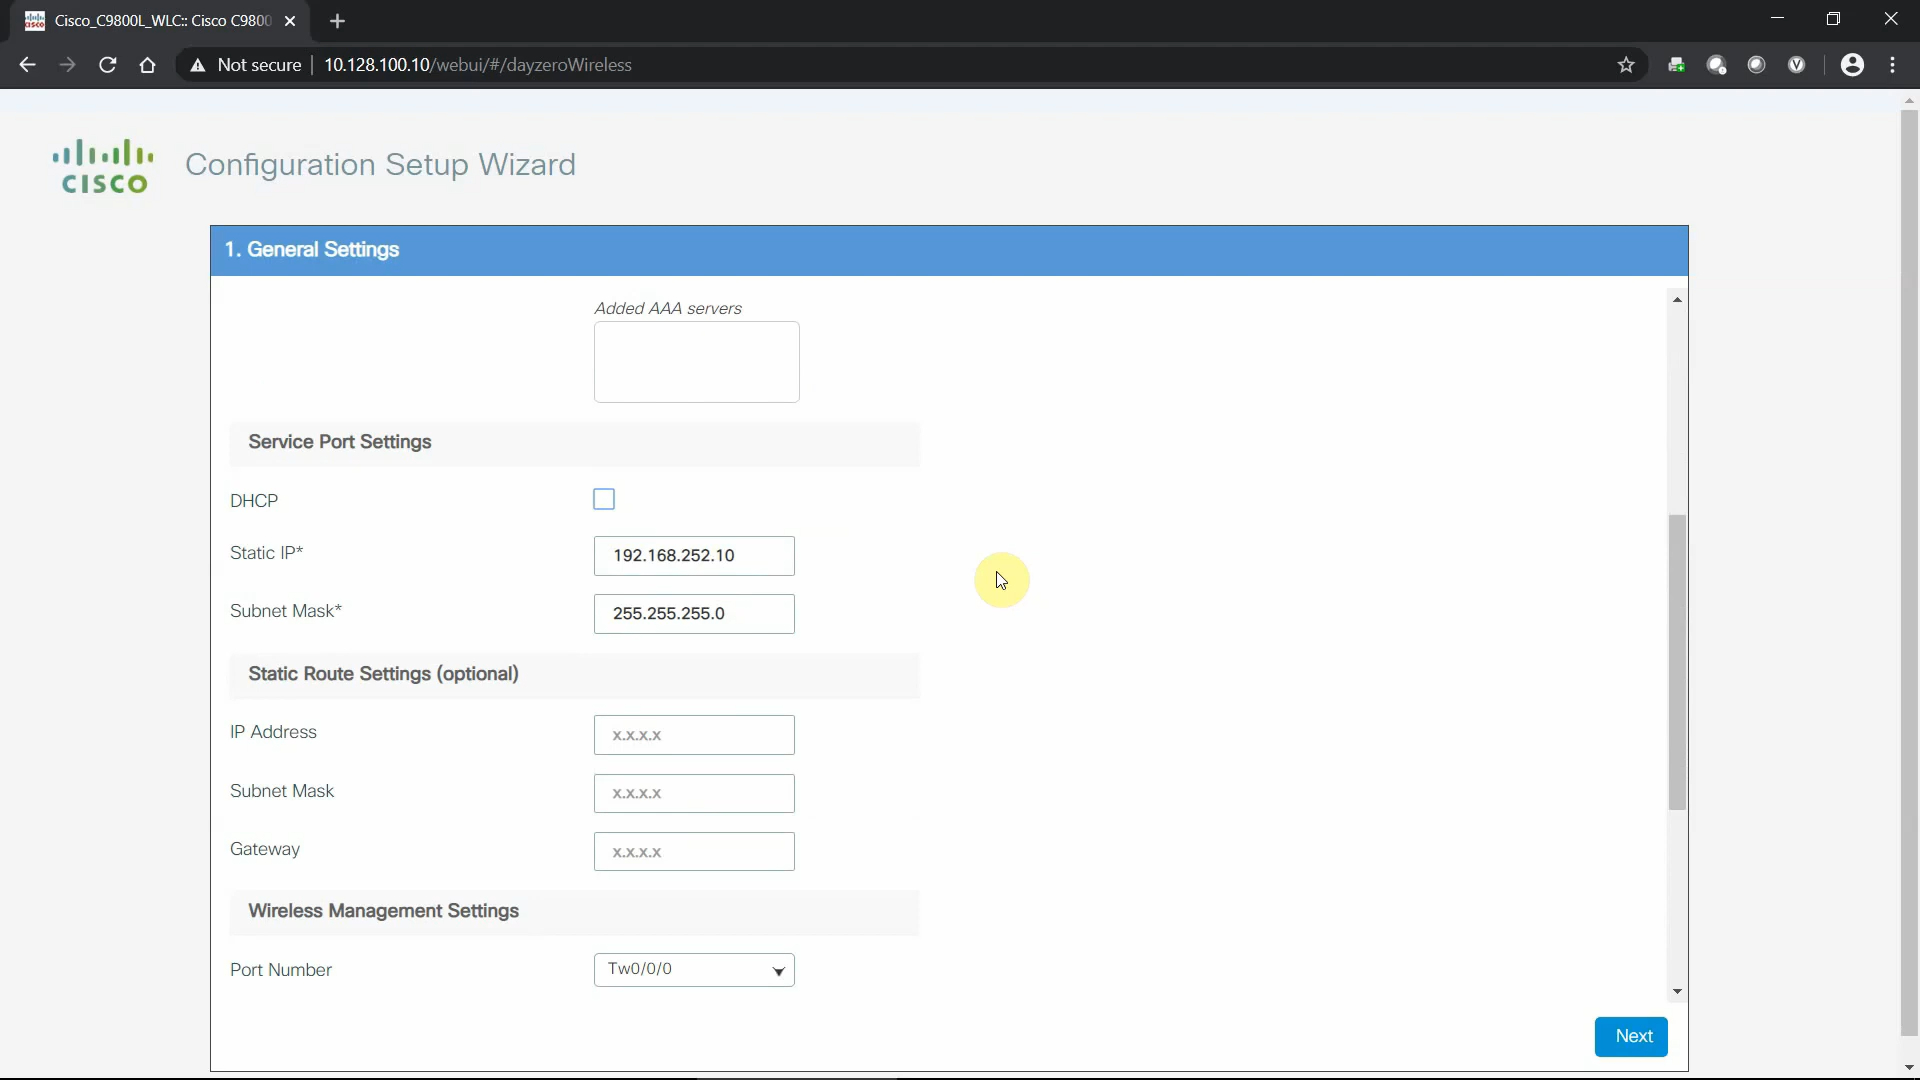 Cisco_C9800L_WLC:: Cisco C9800
Not secure 10.128.100.10/webui/#/dayzeroWireless
CISCO
Configuration Setup Wizard
1. General Settings
Added AAA servers
Service Port Settings
DHCP
Static IP* 192.168.252.10
Subnet Mask* 255.255.255.0
Static Route Settings (optional)
IP Address x.x.x.x
Subnet Mask x.x.x.x
Gateway x.x.x.x
Wireless Management Settings
Port Number Tw0/0/0
Next